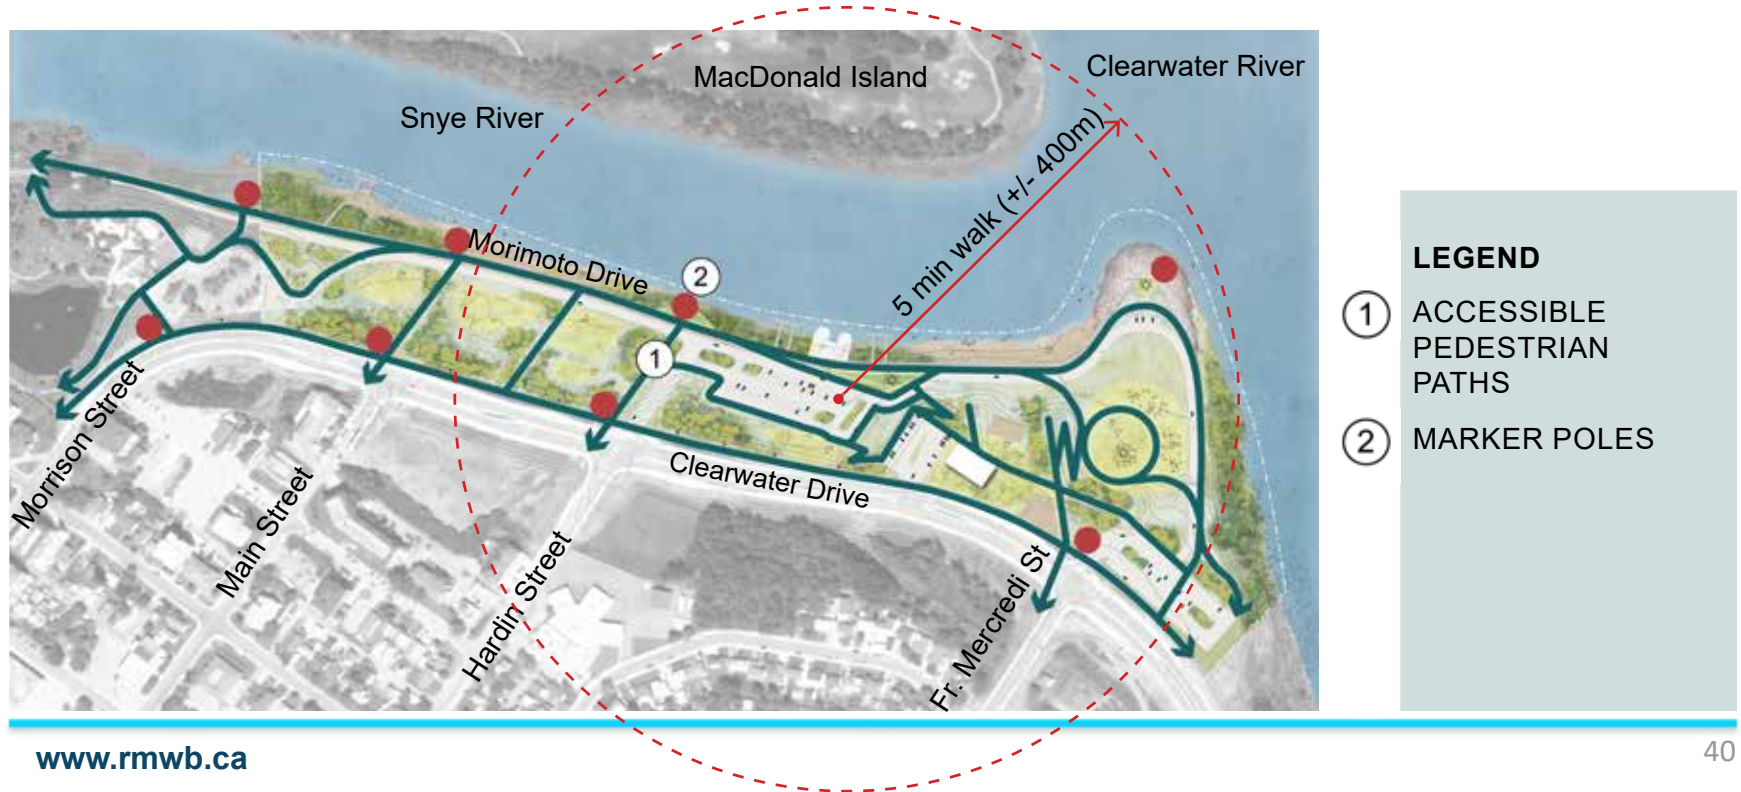 MacDonald Island
Clearwater River
Snye River
5 min walk (+/- 400m)
Morimoto Drive
2
1
Clearwater Drive
Morrison Street
Main Street
Hardin Street
Fr. Mercredi St
LEGEND
1 ACCESSIBLE
PEDESTRIAN
PATHS
2 MARKER POLES
www.rmwb.ca
40